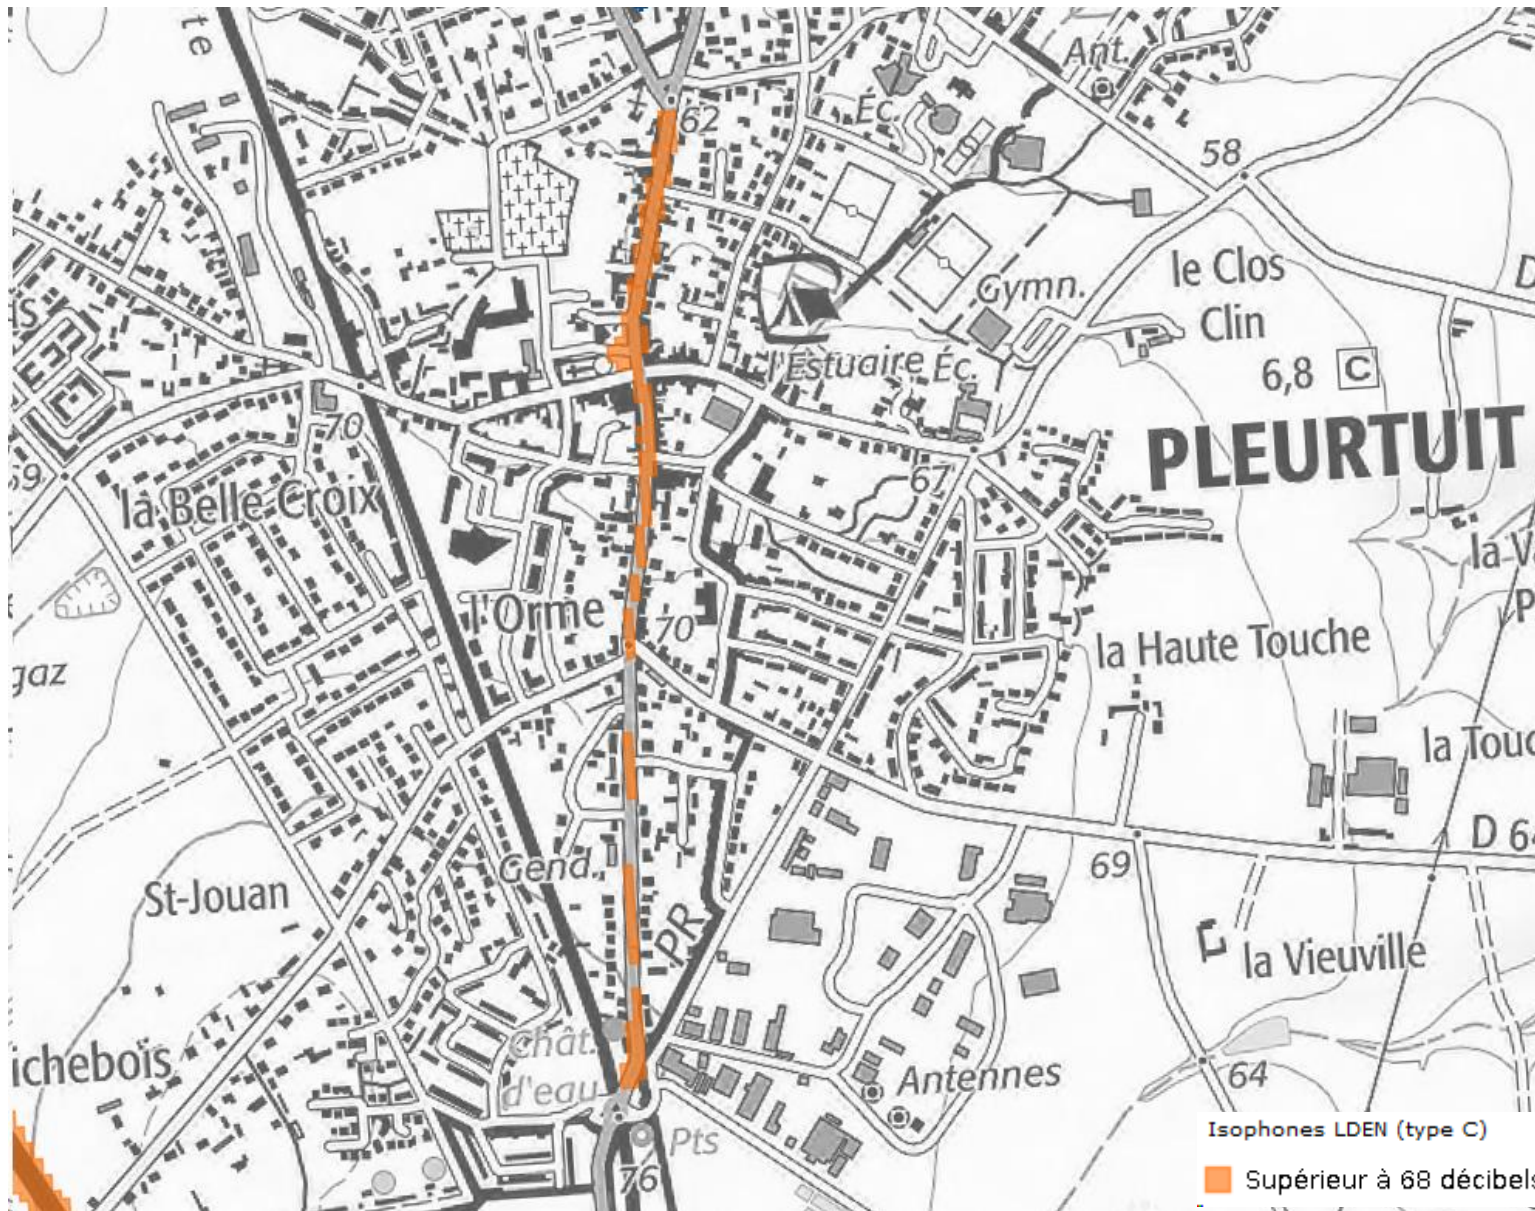 te
62
Ant.
Éc.
58
le Clos
Clin
Gymn.
D
6,8 C
l'Estuaire Éc.
PLEURTUIT
70
67
la Belle Croix
l'Orme
70
la Haute Touche
gaz
la Touc
Gend.
D 64
69
St-Jouan
PR
la Vieuville
Chât.
d'eau
ichebois
Antennes
64
Pts
76
Isophones LDEN (type C)
Supérieur à 68 décibels